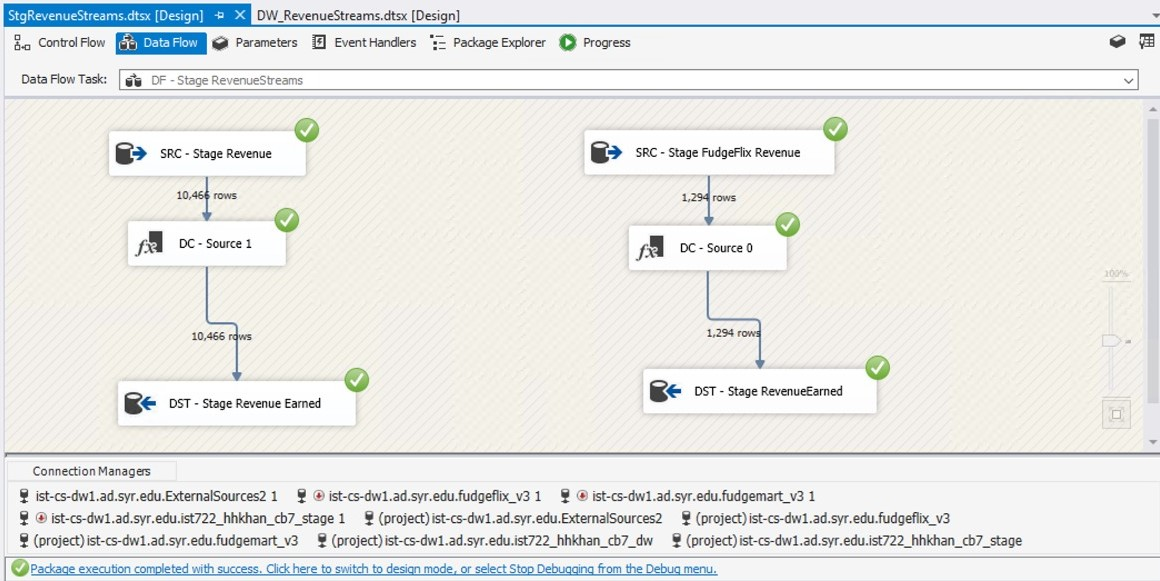 StgRevenueStreams.dtsx [Design] DW_RevenueStreams.dtsx [Design]
Control Flow Data Flow Parameters Event Handlers Package Explorer Progress
Data Flow Task: DF - Stage RevenueStreams
SRC - Stage Revenue SRC - Stage FudgeFlix Revenue
10,466 rows 1,294 rows
fx DC - Source 1 fx DC - Source 0
100%
10,466 rows 1,294 rows
DST - Stage Revenue Earned DST - Stage RevenueEarned
Connection Managers
ist-cs-dw1.ad.syr.edu.ExternalSources2 1 ist-cs-dw1.ad.syr.edu.fudgeflix_v3 1 ist-cs-dw1.ad.syr.edu.fudgemart_v3 1
ist-cs-dw1.ad.syr.edu.ist722_hhkhan_cb7_stage 1 (project) ist-cs-dw1.ad.syr.edu.ExternalSources2 (project) ist-cs-dw1.ad.syr.edu.fudgeflix_v3
(project) ist-cs-dw1.ad.syr.edu.fudgemart_v3 (project) ist-cs-dw1.ad.syr.edu.ist722_hhkhan_cb7_dw (project) ist-cs-dw1.ad.syr.edu.ist722_hhkhan_cb7_stage
Package execution completed with success. Click here to switch to design mode, or select Stop Debugging from the Debug menu.